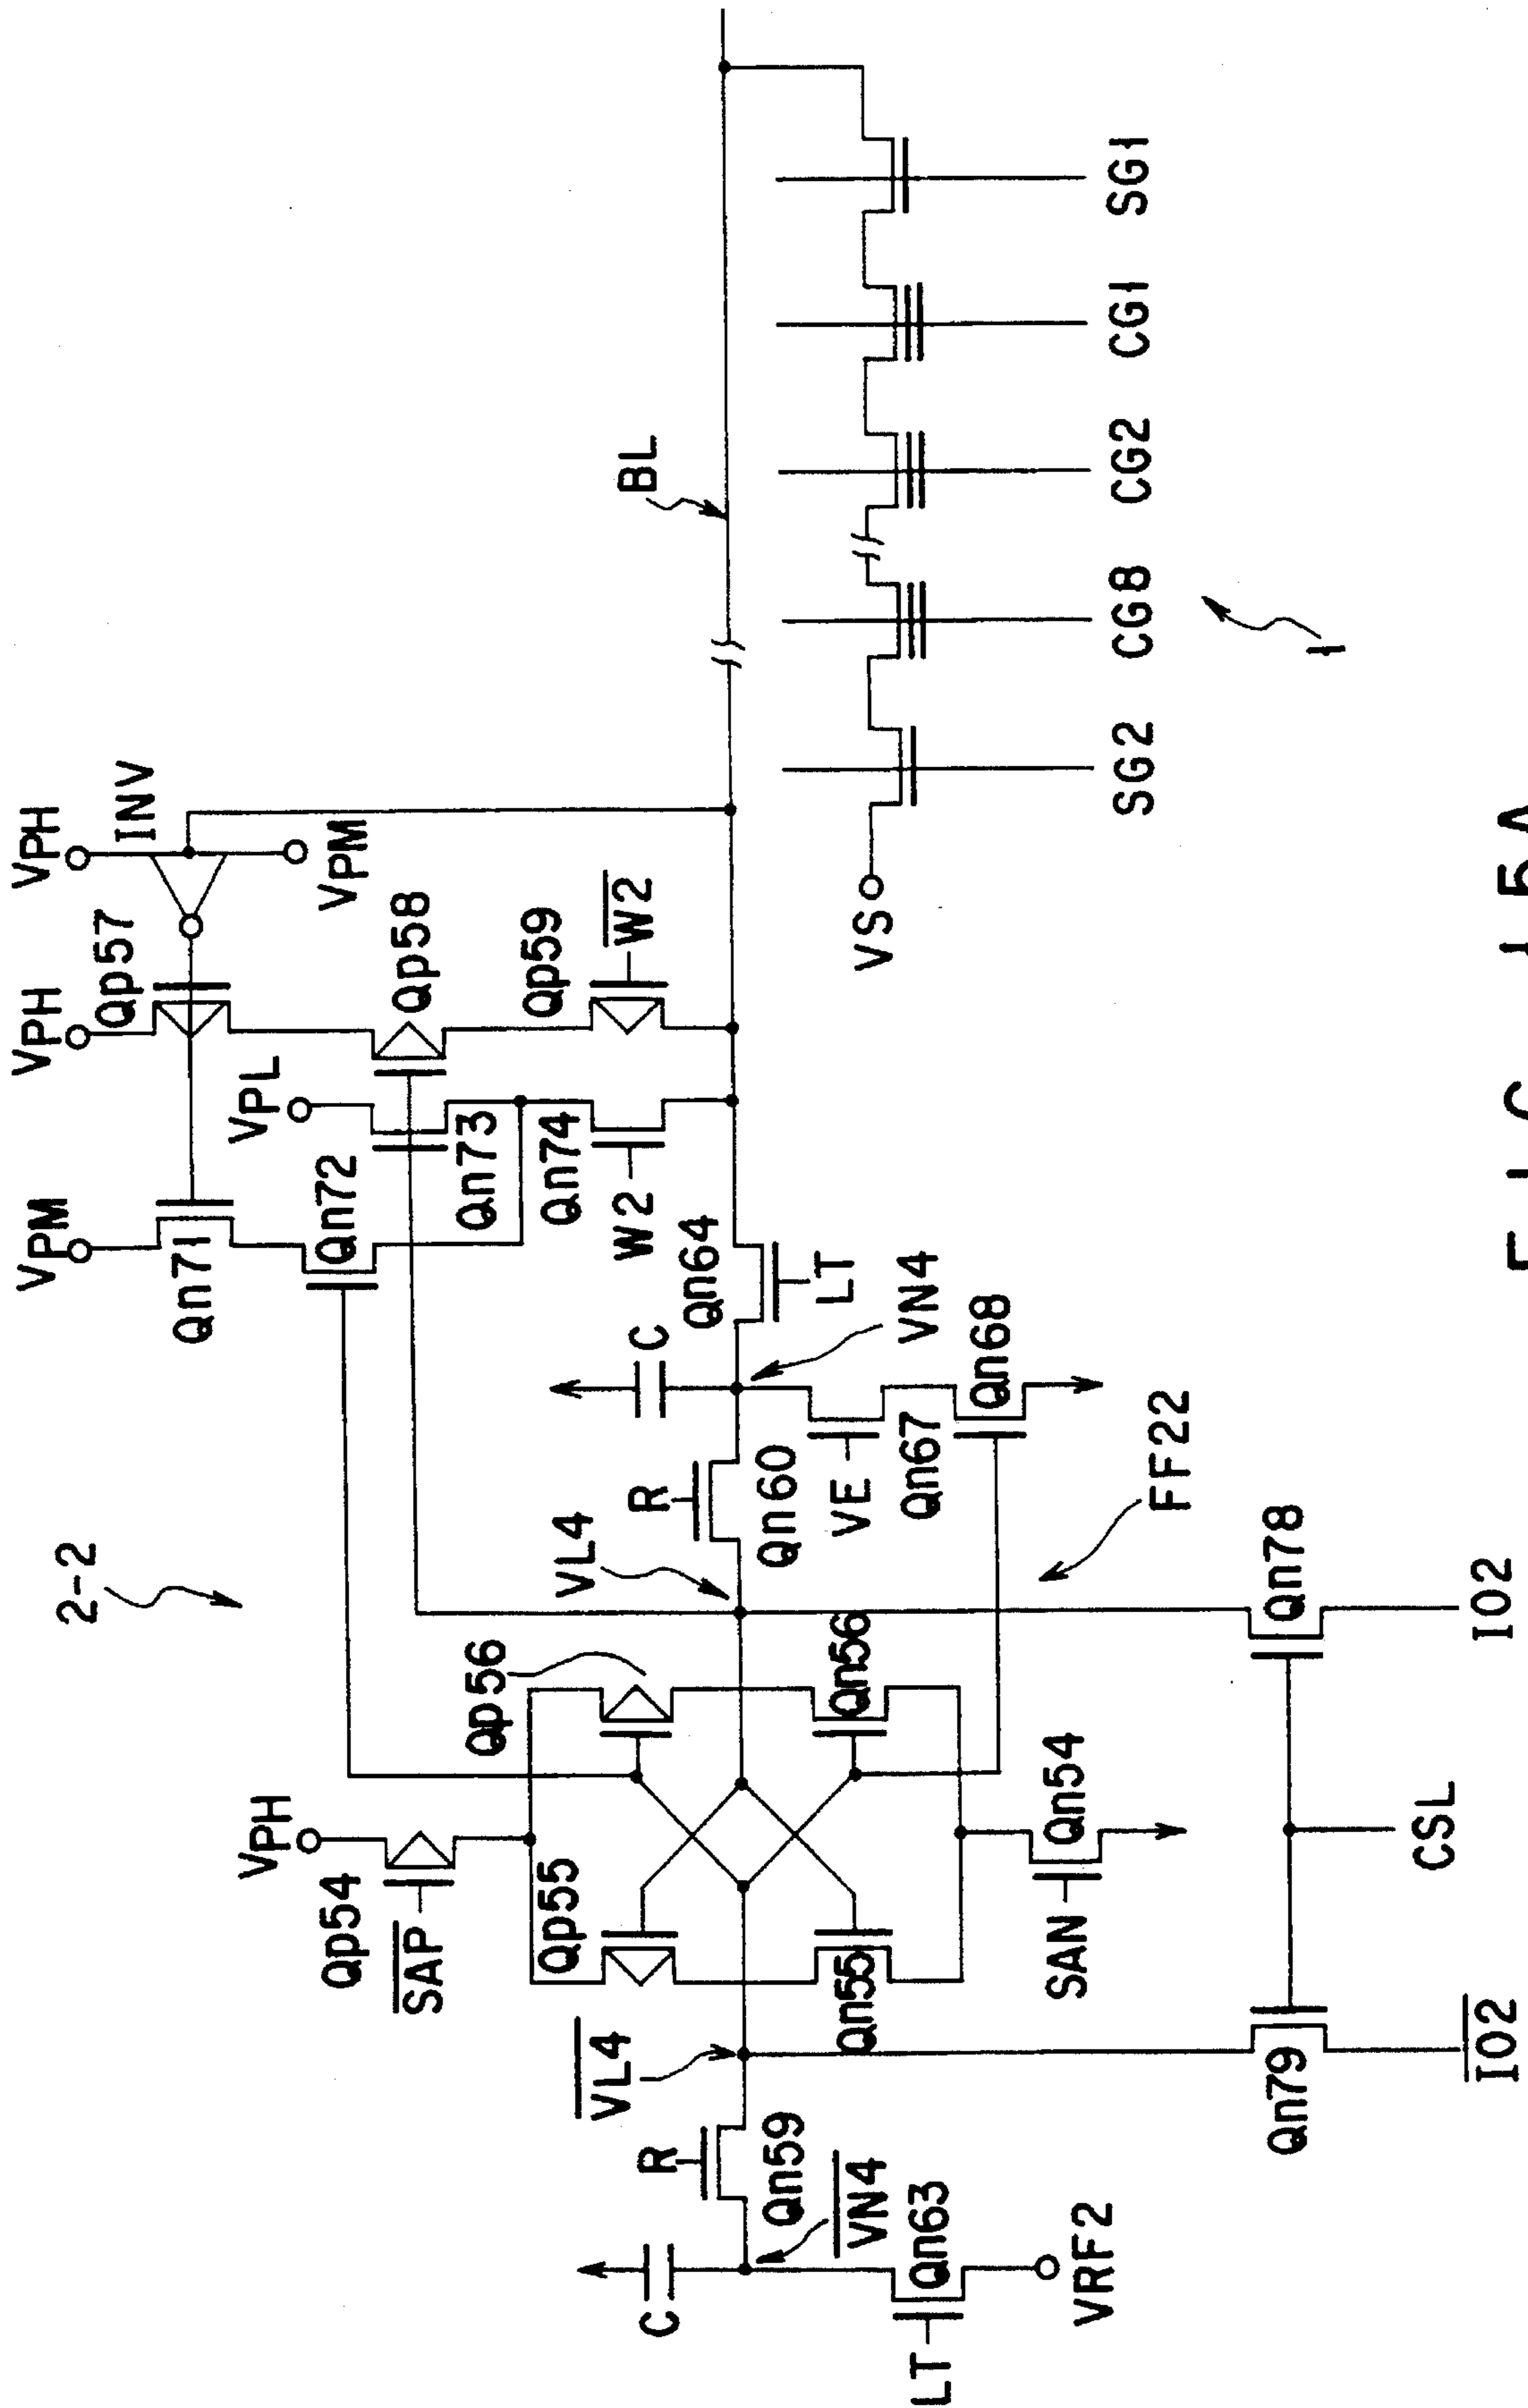 2-2
VPH
VPM
VPH
VPH
INV
Qp57
VPM
Qn71
Qn72
VPL
Qn73
Qp58
Qn74
W2
Qp59
W2
BL
Qp54
SAP
Qp55
Qp56
VL4
R
Qn60
C
Qn64
LT
VN4
VL4
R
Qn59
C
VN4
Qn63
LT
VRF2
Qn55
Qn56
SAN
Qn54
VE
Qn67
Qn68
FF22
Qn79
Qn78
IO2
CSL
IO2
VS
SG2
CG8
CG2
CG1
SG1
1